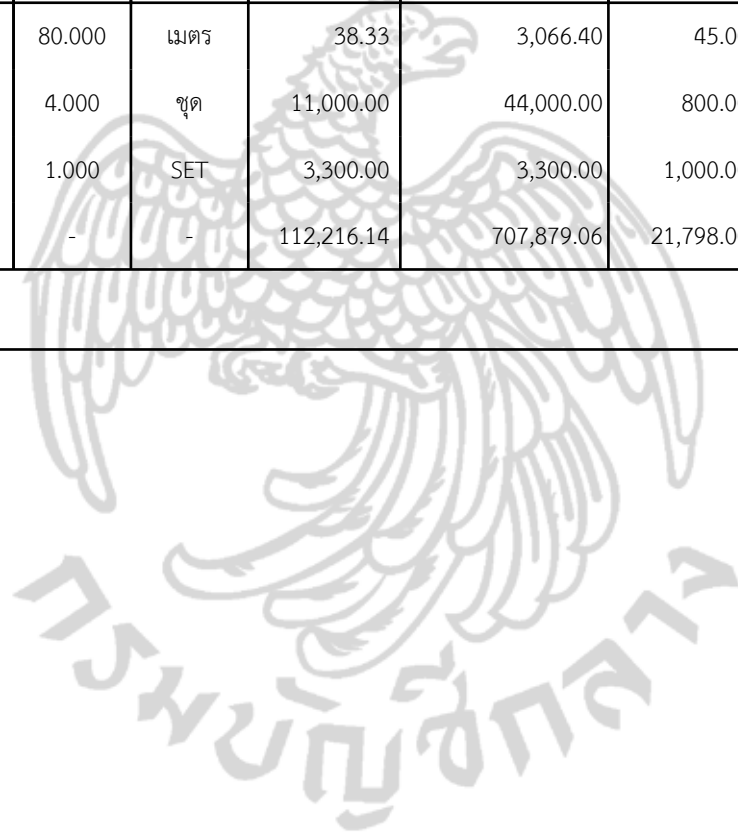 80.000 เมตร 38.33 3,066.40 45.0
4.000 ชุด 11,000.00 44,000.00 800.0
1.000 SET 3,300.00 3,300.00 1,000.0
- - 112,216.14 707,879.06 21,798.0
กรมบัญชีกลาง